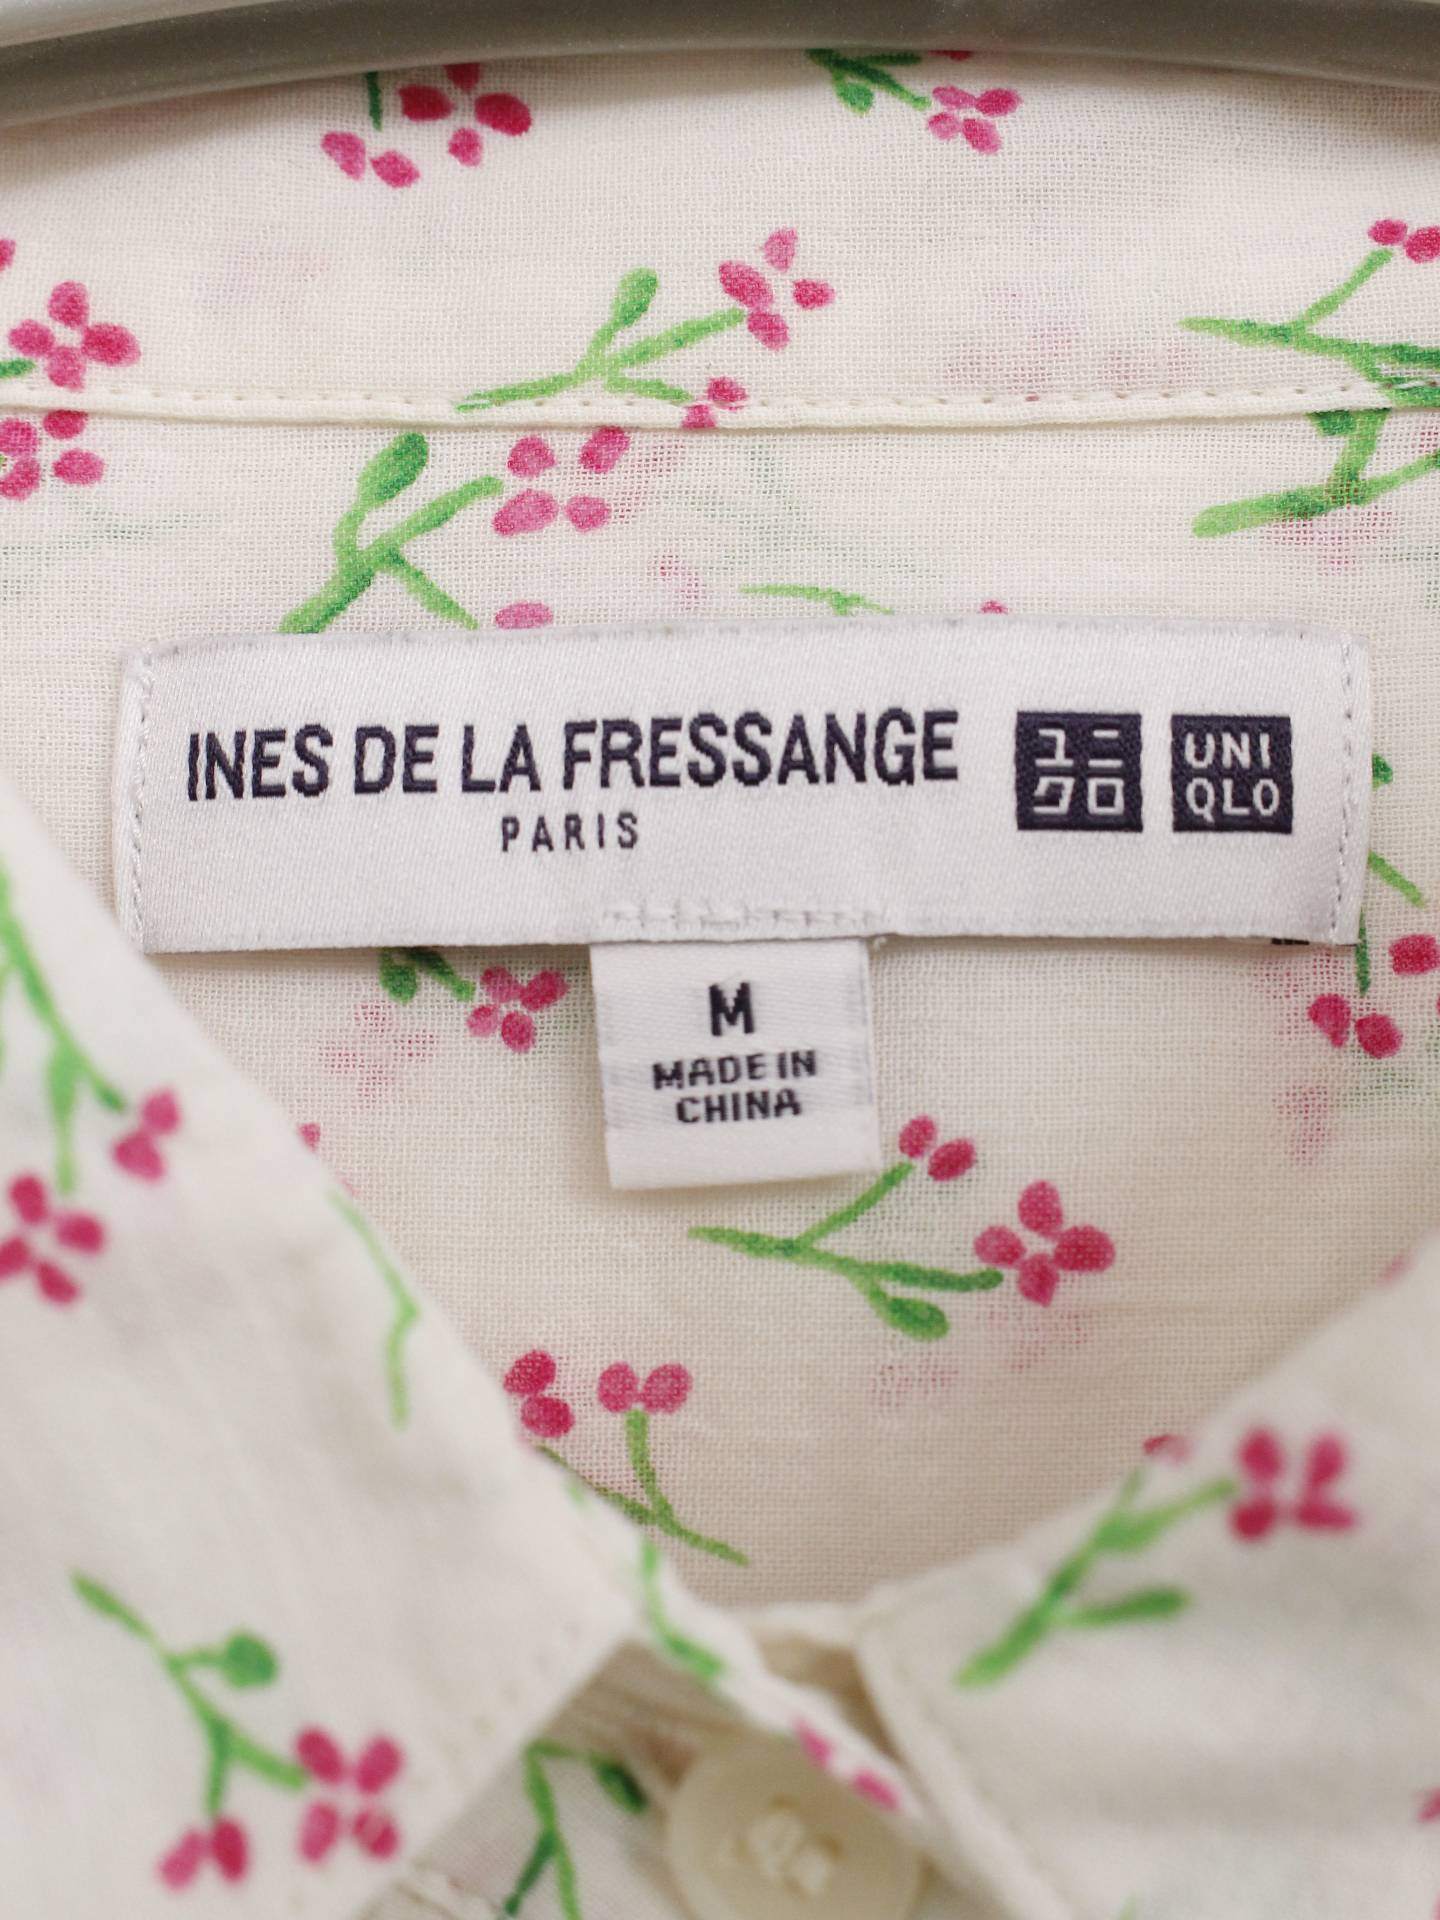 INES DE LA FRESSANGE
PARIS
ユニ
クロ
UNI
QLO
M
MADE IN
CHINA